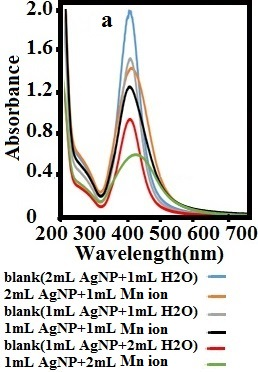 a
2.0
1.6
1.2
0.8
0.4
0
Absorbance
200 300 400 500 600 700
Wavelength(nm)
blank(2mL AgNP+1mL H2O)
2mL AgNP+1mL Mn ion
blank(1mL AgNP+1mL H2O)
1mL AgNP+1mL Mn ion
blank(1mL AgNP+2mL H2O)
1mL AgNP+2mL Mn ion